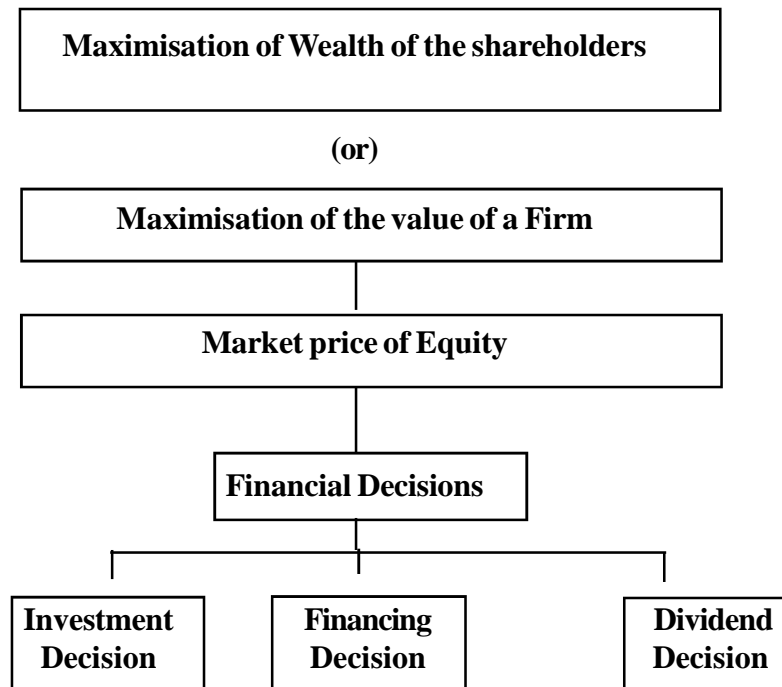 Maximisation of Wealth of the shareholders
(or)
Maximisation of the value of a Firm
Market price of Equity
Financial Decisions
Investment
Decision
Financing
Decision
Dividend
Decision